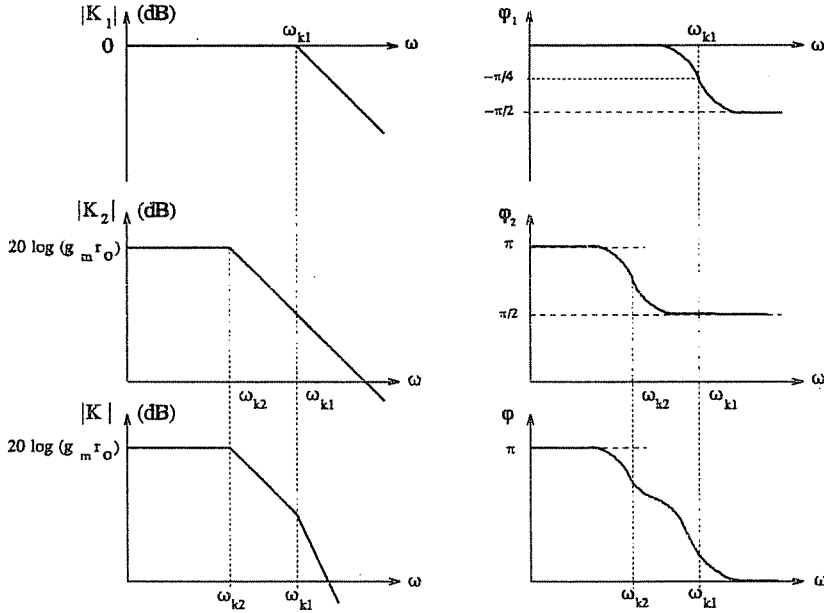 |K₁| (dB)
0
ω_k1
ω
φ₁
ω_k1
ω
−π/4
−π/2
|K₂| (dB)
20 log (g_m r_o)
ω_k2
ω_k1
ω
φ₂
π
π/2
ω_k2
ω_k1
ω
|K| (dB)
20 log (g_m r_o)
ω_k2
ω_k1
ω
φ
π
ω_k2
ω_k1
ω